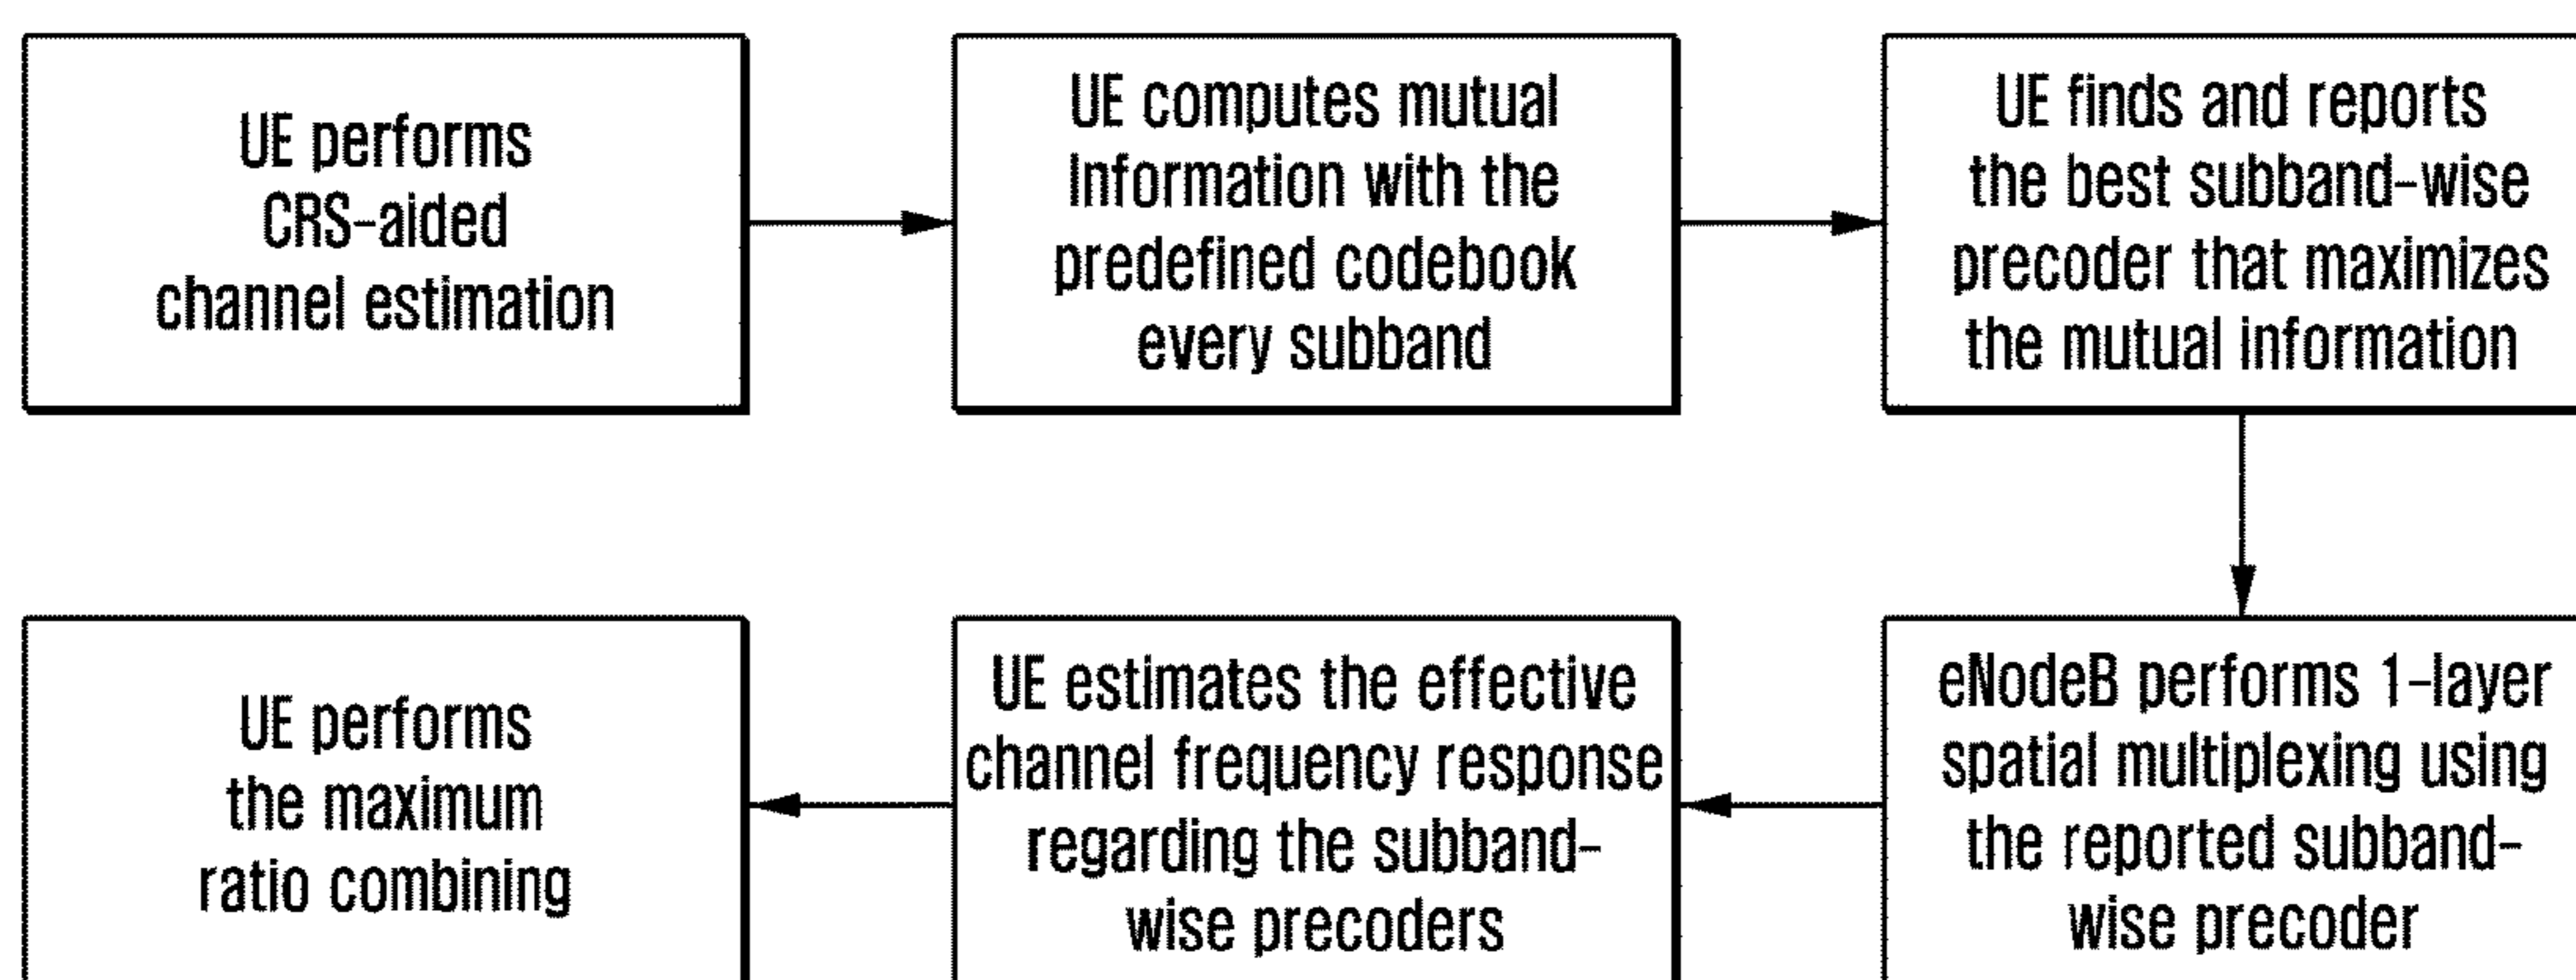 UE performs
CRS-aided
channel estimation
UE computes mutual
Information with the
predefined codebook
every subband
UE finds and reports
the best subband-wise
precoder that maximizes
the mutual information
eNodeB performs 1-layer
spatial multiplexing using
the reported subband-
wise precoder
UE estimates the effective
channel frequency response
regarding the subband-
wise precoders
UE performs
the maximum
ratio combining